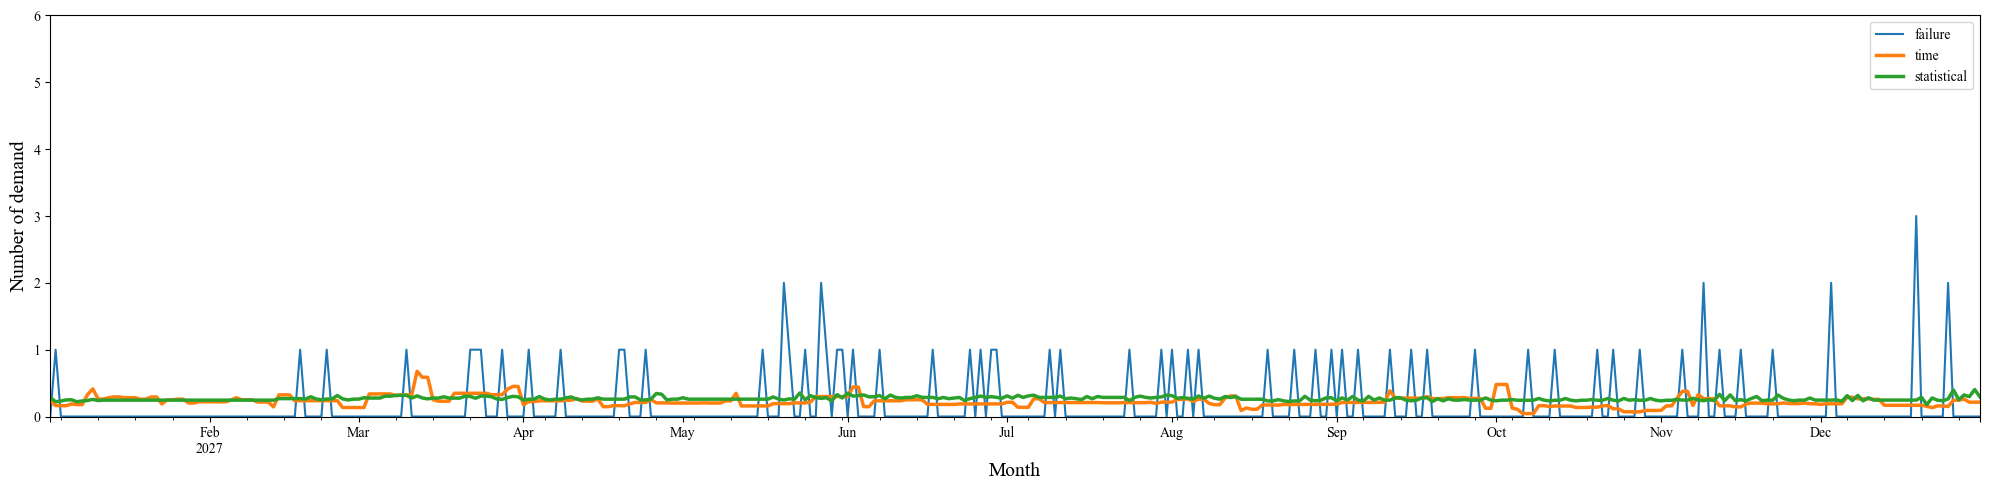 6
5
4
3
2
1
0
Number of demand
failure
time
statistical
Feb
2027
Mar
Apr
May
Jun
Jul
Aug
Sep
Oct
Nov
Dec
Month